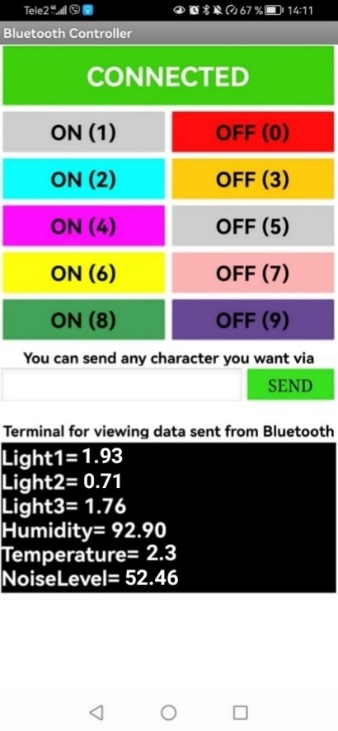 Tele2 67 % 14:11
Bluetooth Controller
CONNECTED
ON (1) OFF (0)
ON (2) OFF (3)
ON (4) OFF (5)
ON (6) OFF (7)
ON (8) OFF (9)
You can send any character you want via
SEND
Terminal for viewing data sent from Bluetooth
Light1= 1.93
Light2= 0.71
Light3= 1.76
Humidity= 92.90
Temperature= 2.3
NoiseLevel= 52.46